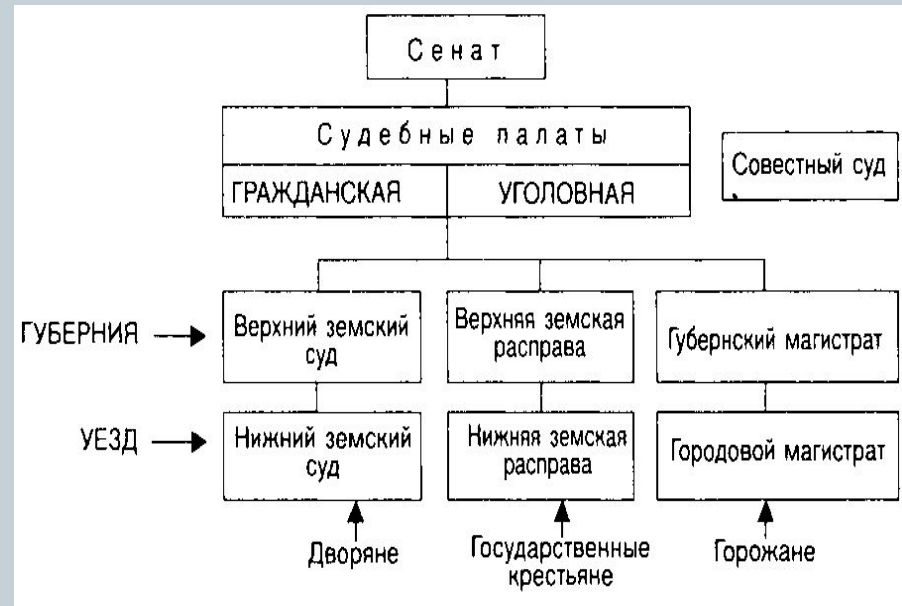 Сенат
Судебные палаты
ГРАЖДАНСКАЯ
УГОЛОВНАЯ
Совестный суд
ГУБЕРНИЯ
Верхний земский
суд
Верхняя земская
расправа
Губернский магистрат
УЕЗД
Нижний земский
суд
Нижняя земская
расправа
Городовой магистрат
Дворяне
Государственные
крестьяне
Горожане